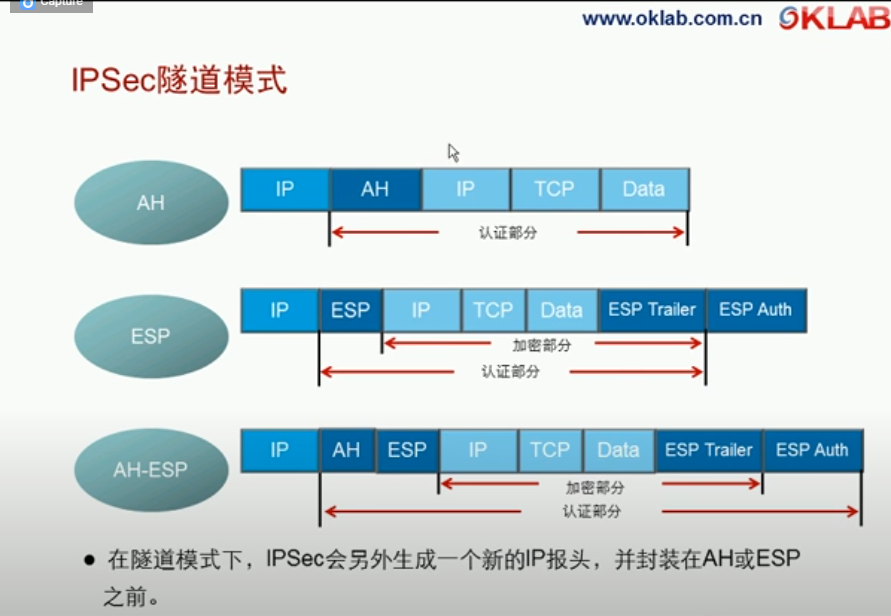 Capture
www.oklab.com.cn OKLAB
IPSec隧道模式
AH IP AH IP TCP Data
认证部分
ESP IP ESP IP TCP Data ESP Trailer ESP Auth
加密部分
认证部分
AH-ESP IP AH ESP IP TCP Data ESP Trailer ESP Auth
加密部分
认证部分
● 在隧道模式下，IPSec会另外生成一个新的IP报头，并封装在AH或ESP
之前。